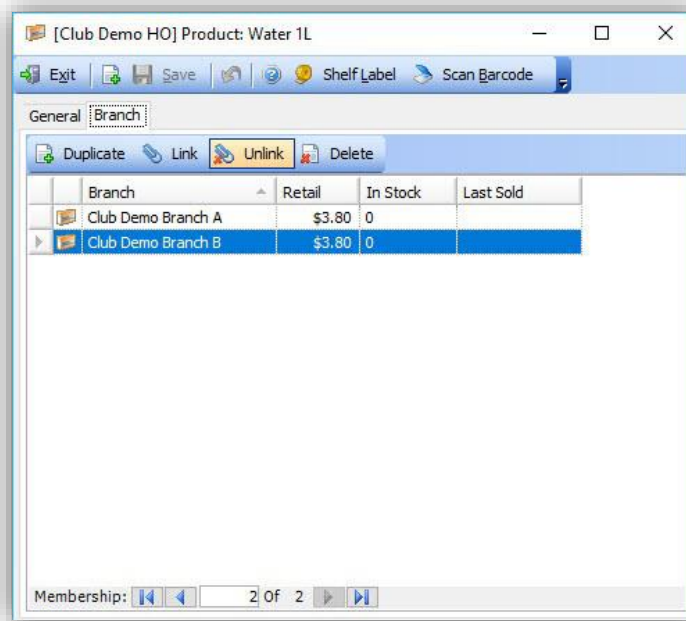 [Club Demo HO] Product: Water 1L
Exit Save Shelf Label Scan Barcode
General Branch
Duplicate Link Unlink Delete
Branch Retail In Stock Last Sold
Club Demo Branch A $3.80 0
Club Demo Branch B $3.80 0
Membership: 2 Of 2